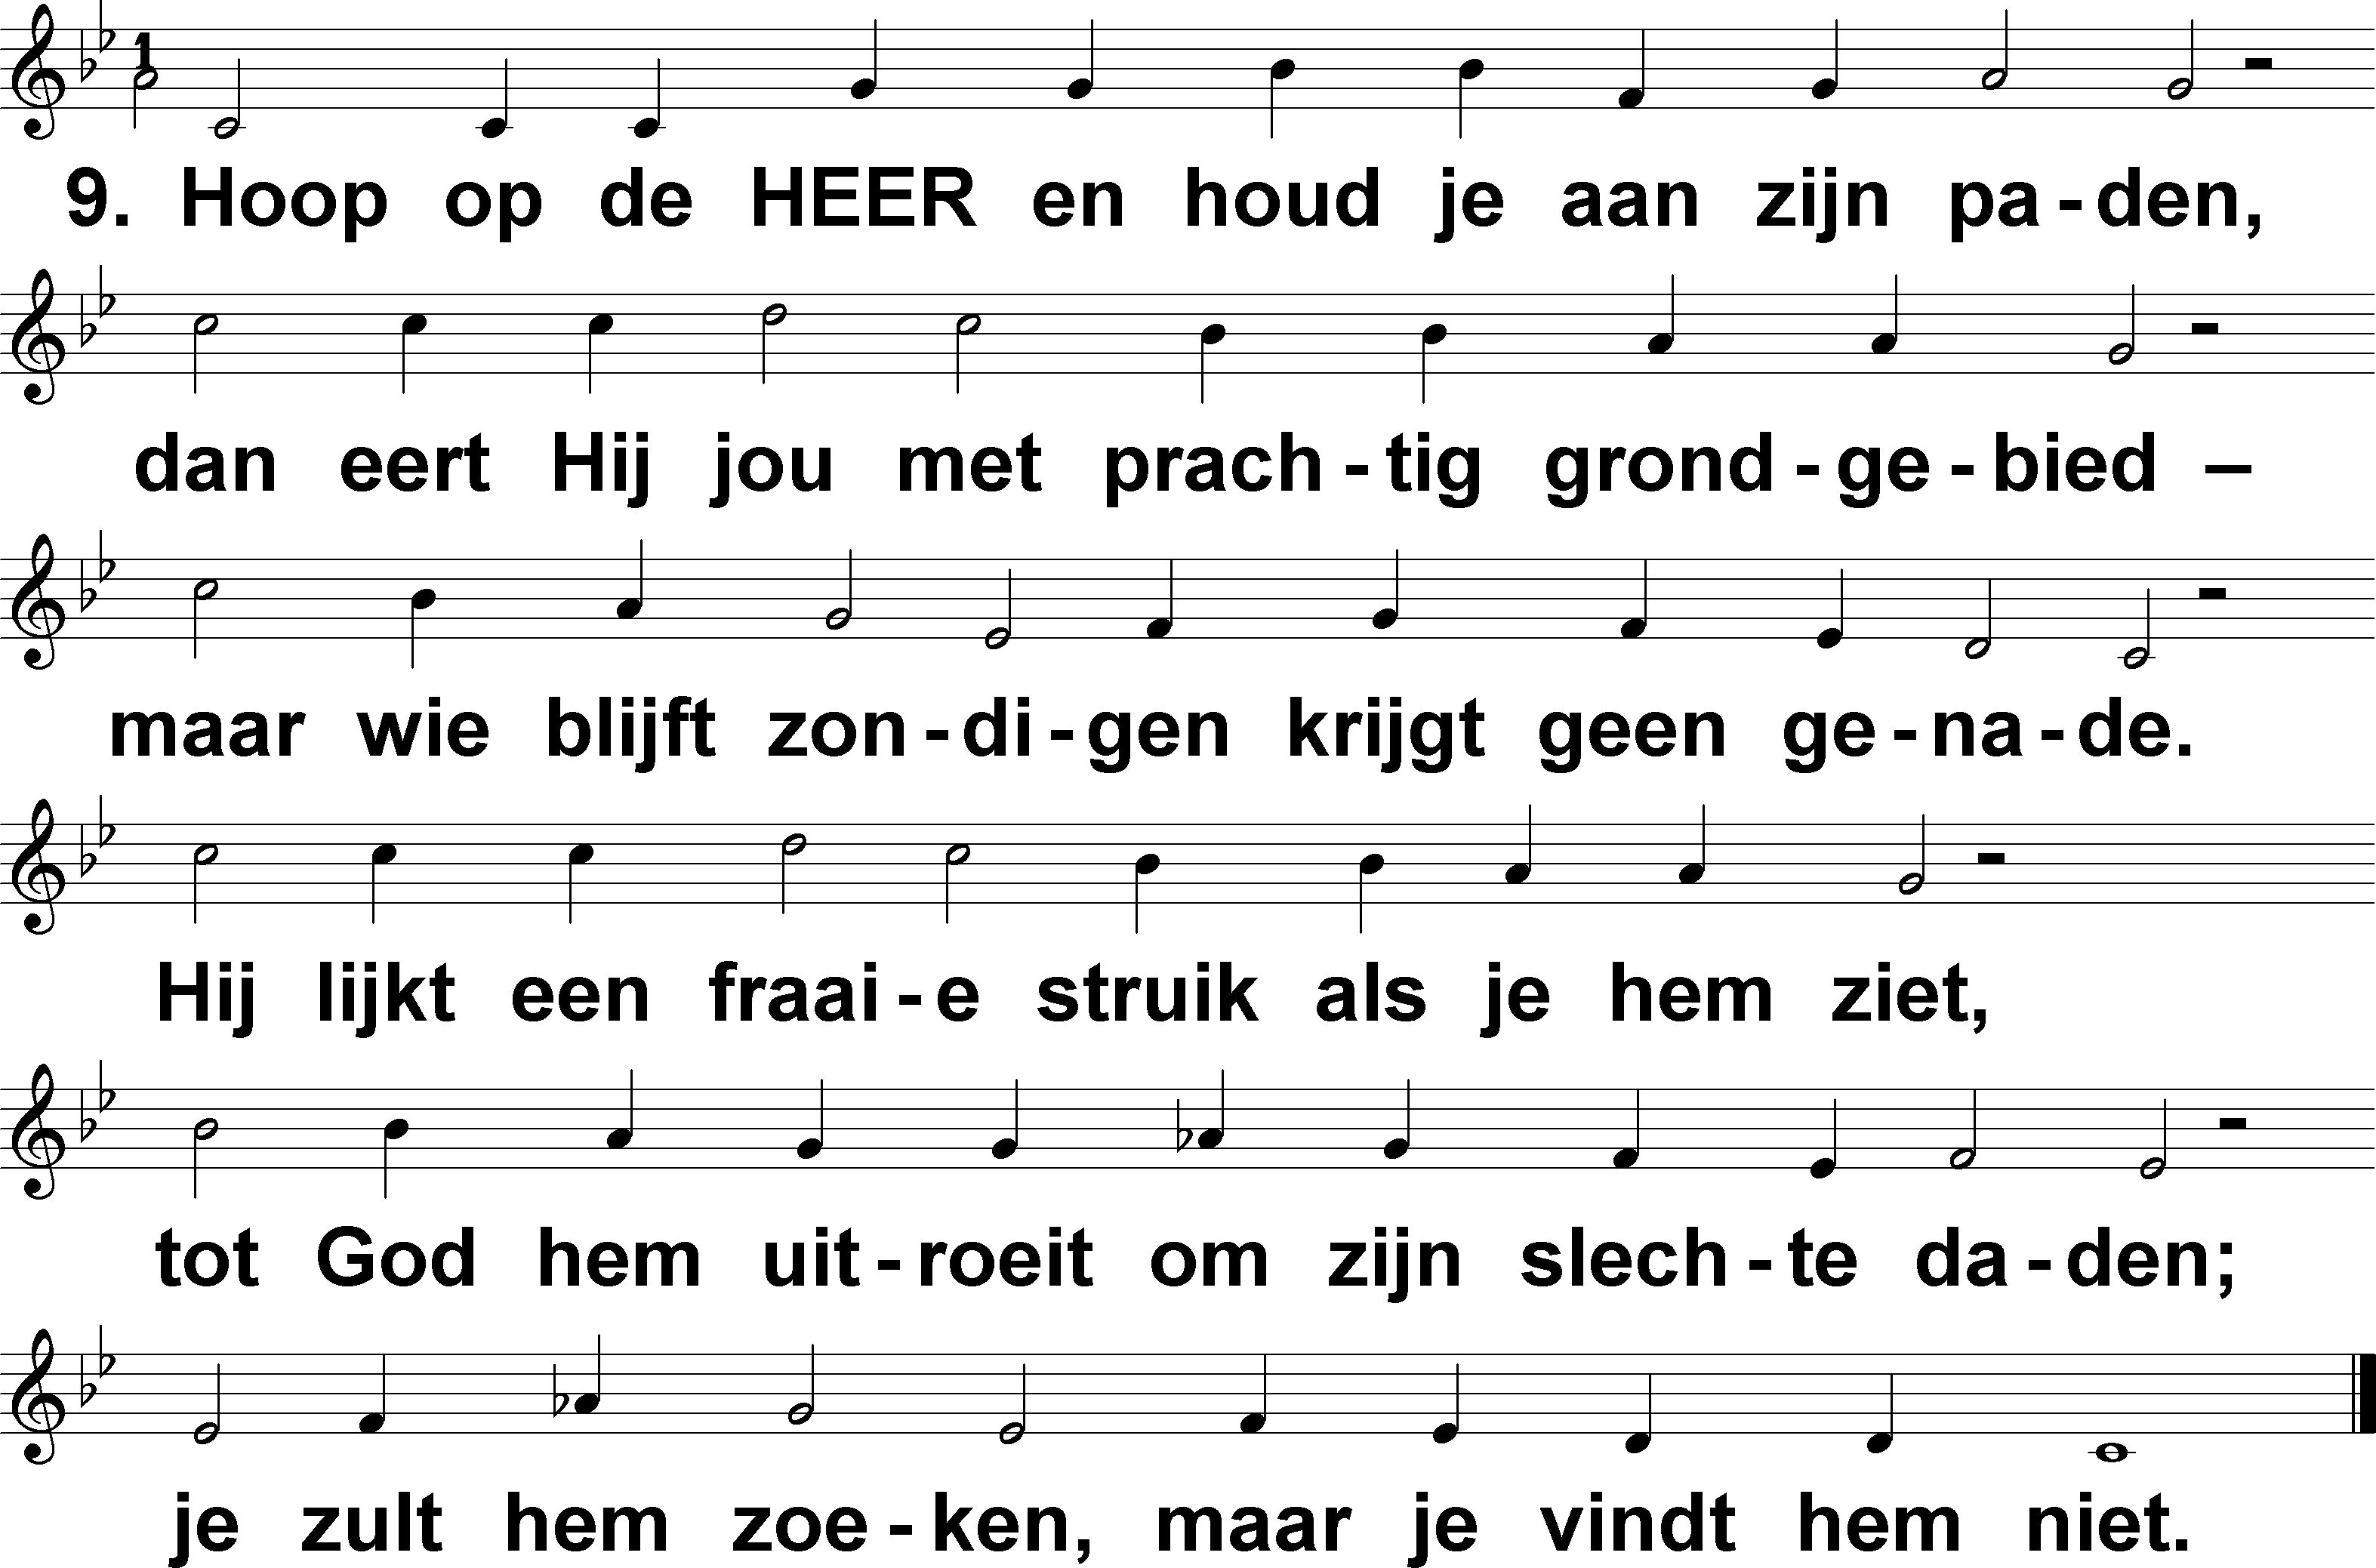 1
9. Hoop op de HEER en houd je aan zijn pa-den,
dan eert Hij jou met prach-tig grond-ge-bied –
maar wie blijft zon-di-gen krijgt geen ge-na-de.
Hij lijkt een fraai-e struik als je hem ziet,
tot God hem uit-roeit om zijn slech-te da-den;
je zult hem zoe-ken, maar je vindt hem niet.